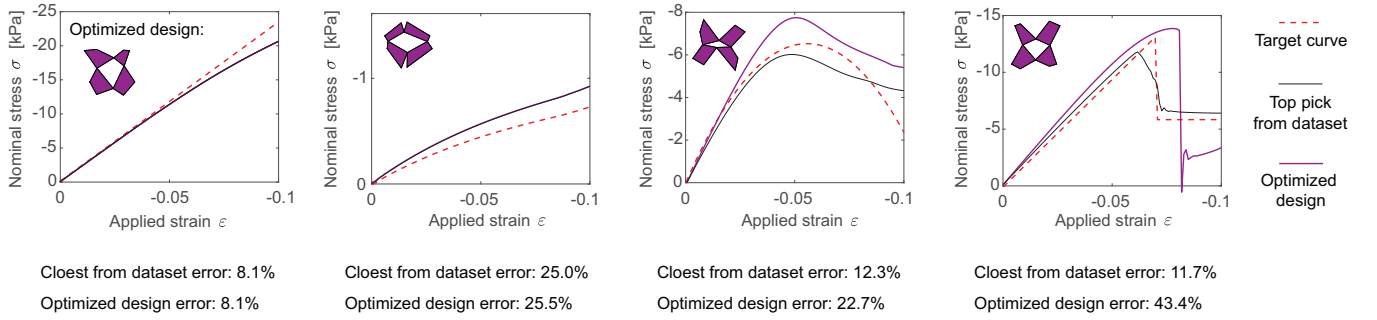 Optimized design:
Nominal stress σ [kPa]
-25
-20
-15
-10
-5
0
0
-0.05
-0.1
Applied strain ε
Nominal stress σ [kPa]
-1
0
0
-0.05
-0.1
Applied strain ε
Nominal stress σ [kPa]
-8
-6
-4
-2
0
0
-0.05
-0.1
Applied strain ε
Nominal stress σ [kPa]
-15
-10
-5
0
0
-0.05
-0.1
Applied strain ε
Target curve
Top pick
from dataset
Optimized
design
Cloest from dataset error: 8.1%
Optimized design error: 8.1%
Cloest from dataset error: 25.0%
Optimized design error: 25.5%
Cloest from dataset error: 12.3%
Optimized design error: 22.7%
Cloest from dataset error: 11.7%
Optimized design error: 43.4%